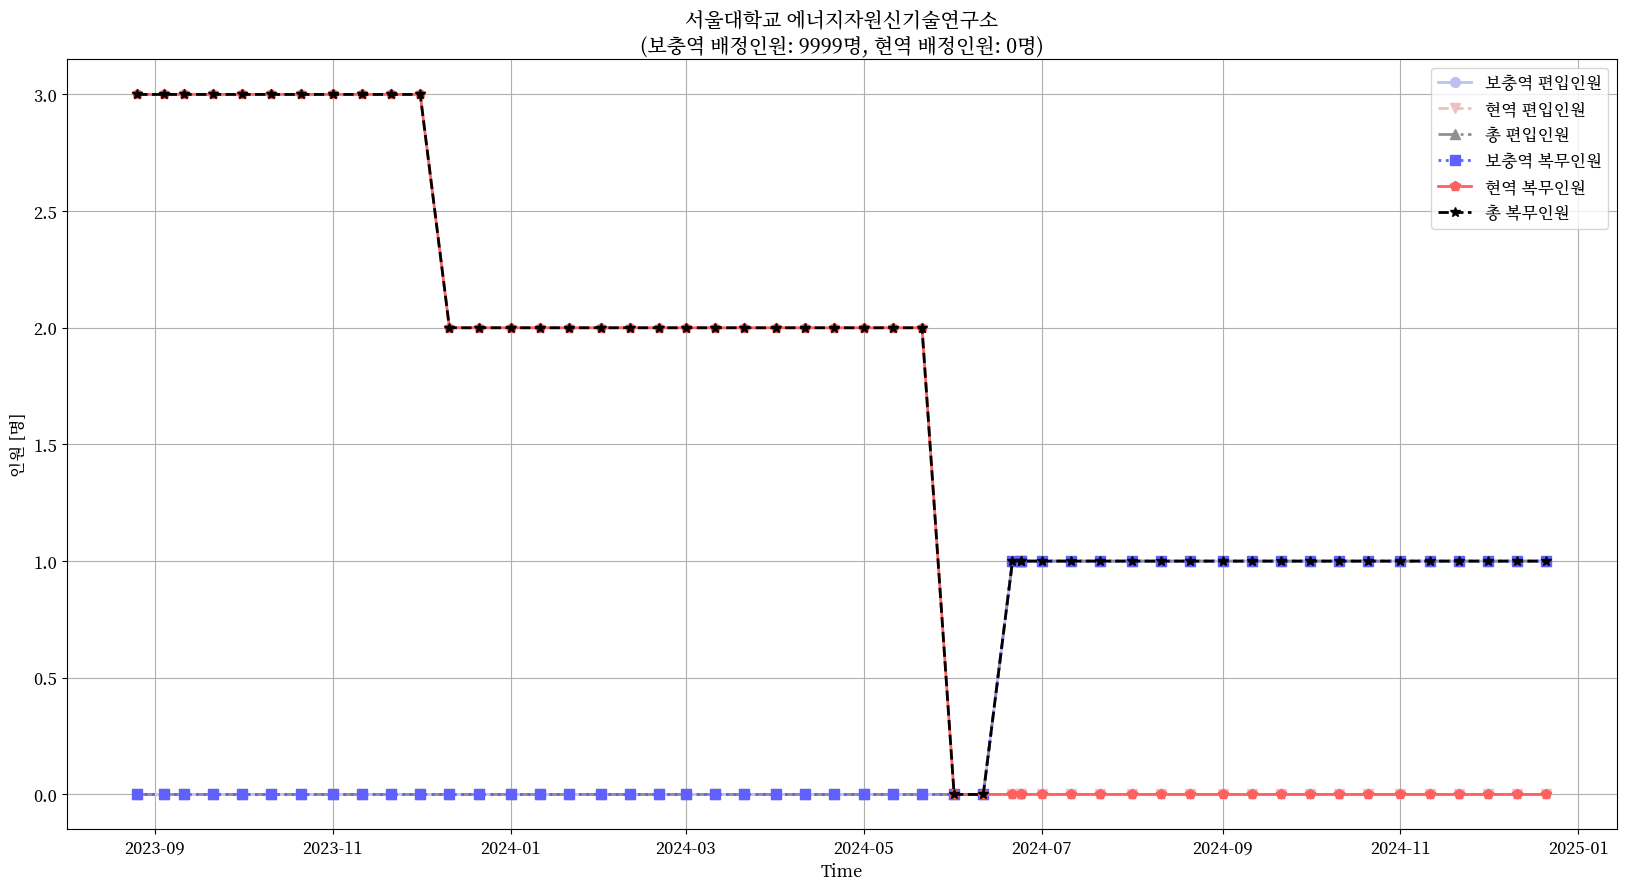 서울대학교 에너지자원신기술연구소
(보충역 배정인원: 9999명, 현역 배정인원: 0명)
보충역 편입인원
현역 편입인원
총 편입인원
보충역 복무인원
현역 복무인원
총 복무인원
인원 [명]
3.0
2.5
2.0
1.5
1.0
0.5
0.0
2023-09
2023-11
2024-01
2024-03
2024-05
2024-07
2024-09
2024-11
2025-01
Time